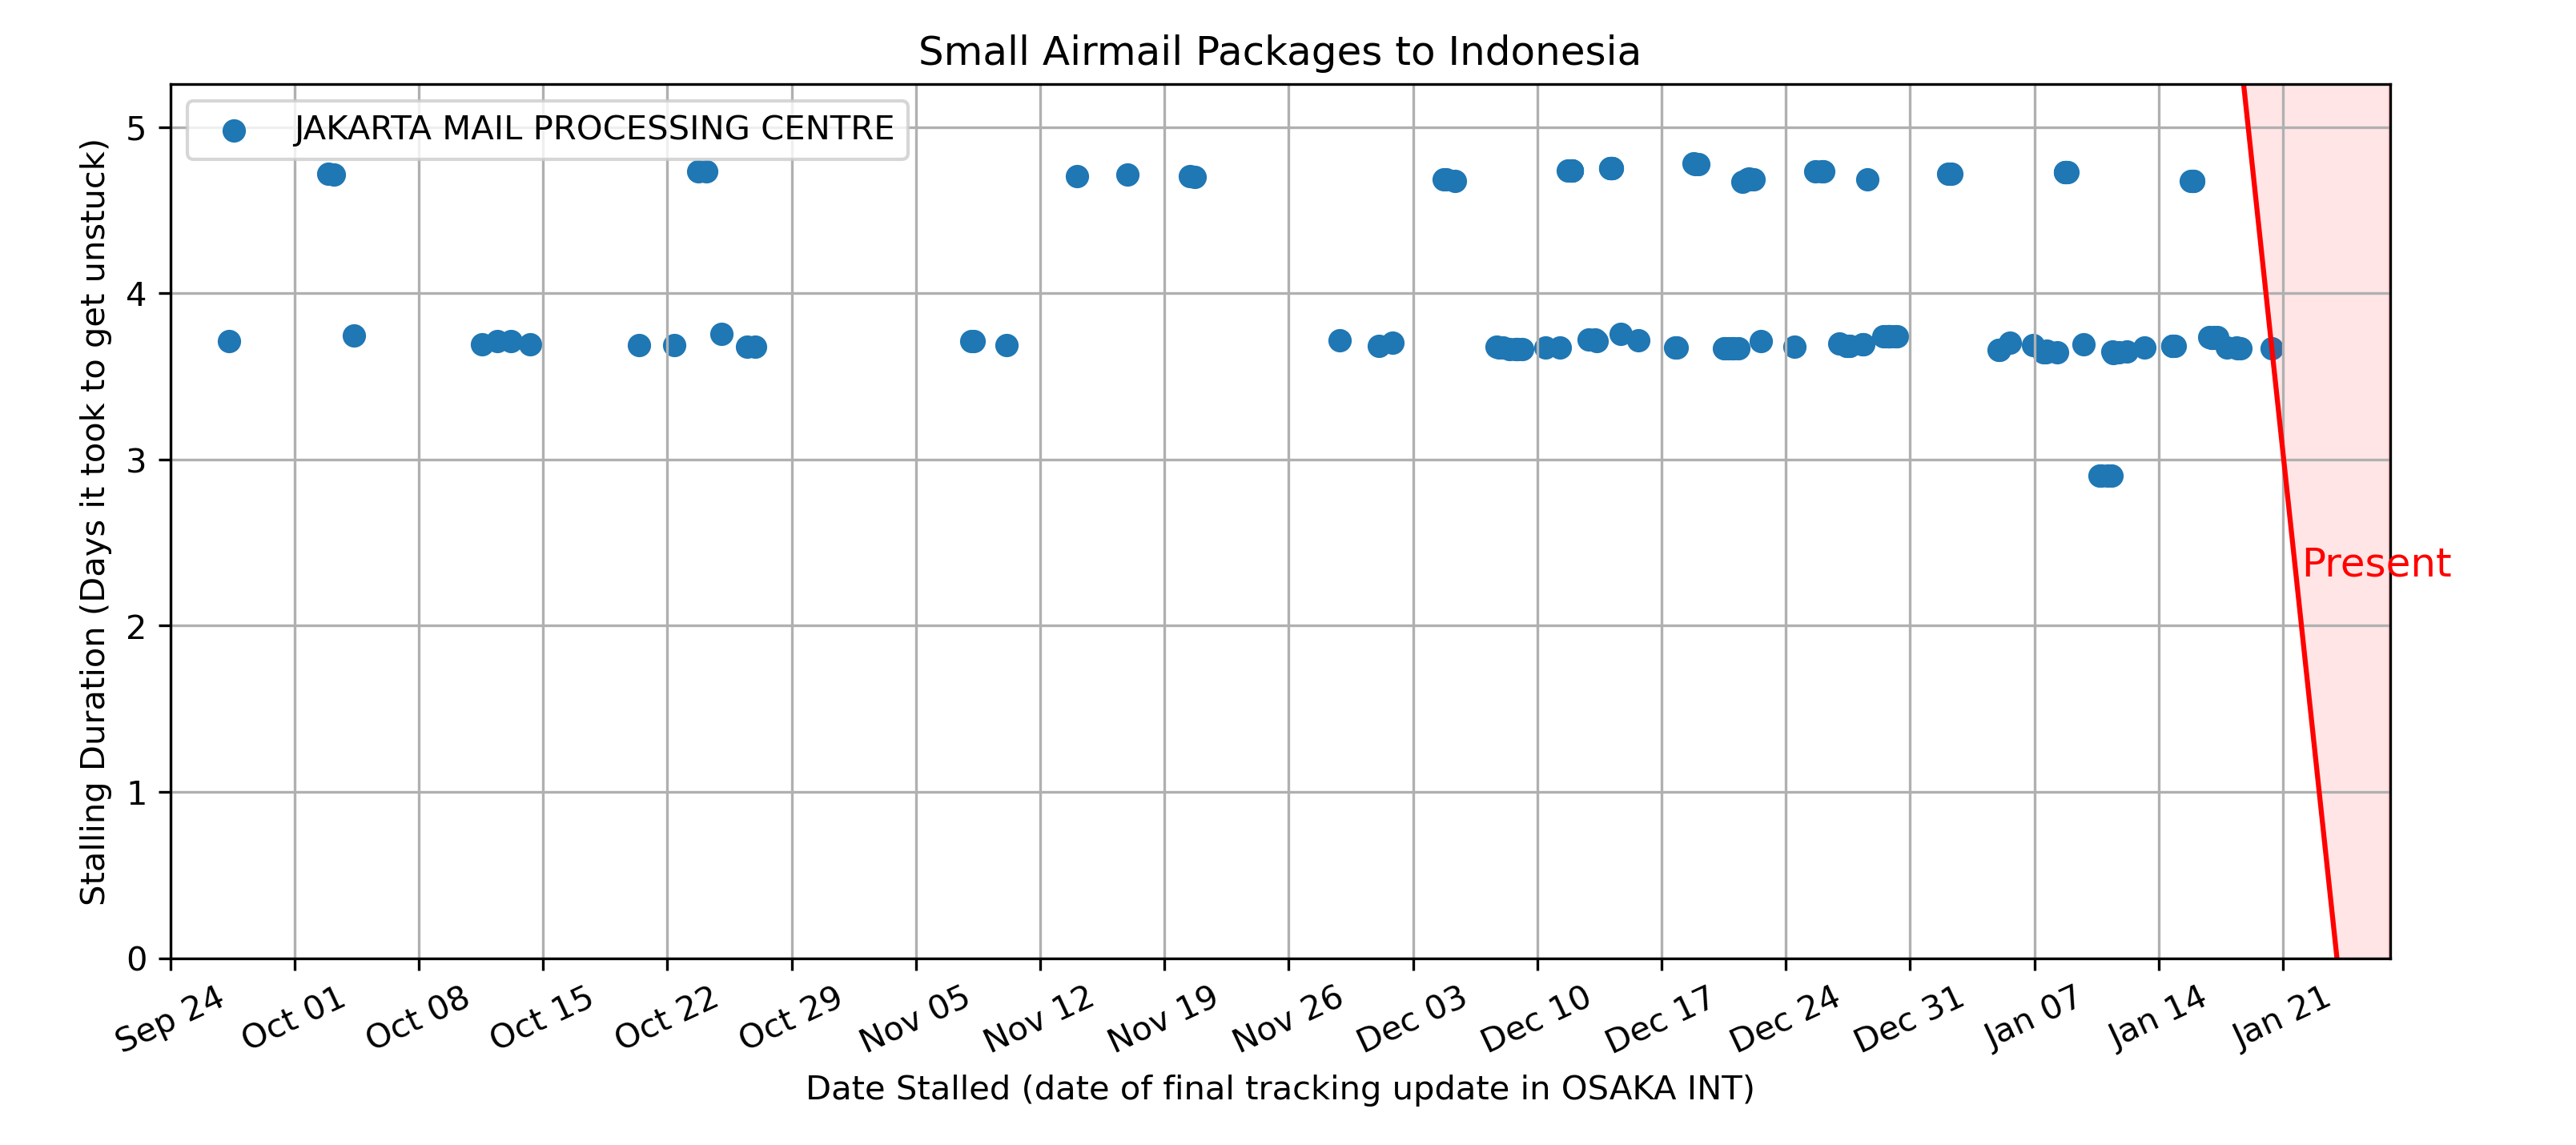 Small Airmail Packages to Indonesia
JAKARTA MAIL PROCESSING CENTRE
Stalling Duration (Days it took to get unstuck)
5
4
3
2
1
0
Present
Sep 24
Oct 01
Oct 08
Oct 15
Oct 22
Oct 29
Nov 05
Nov 12
Nov 19
Nov 26
Dec 03
Dec 10
Dec 17
Dec 24
Dec 31
Jan 07
Jan 14
Jan 21
Date Stalled (date of final tracking update in OSAKA INT)